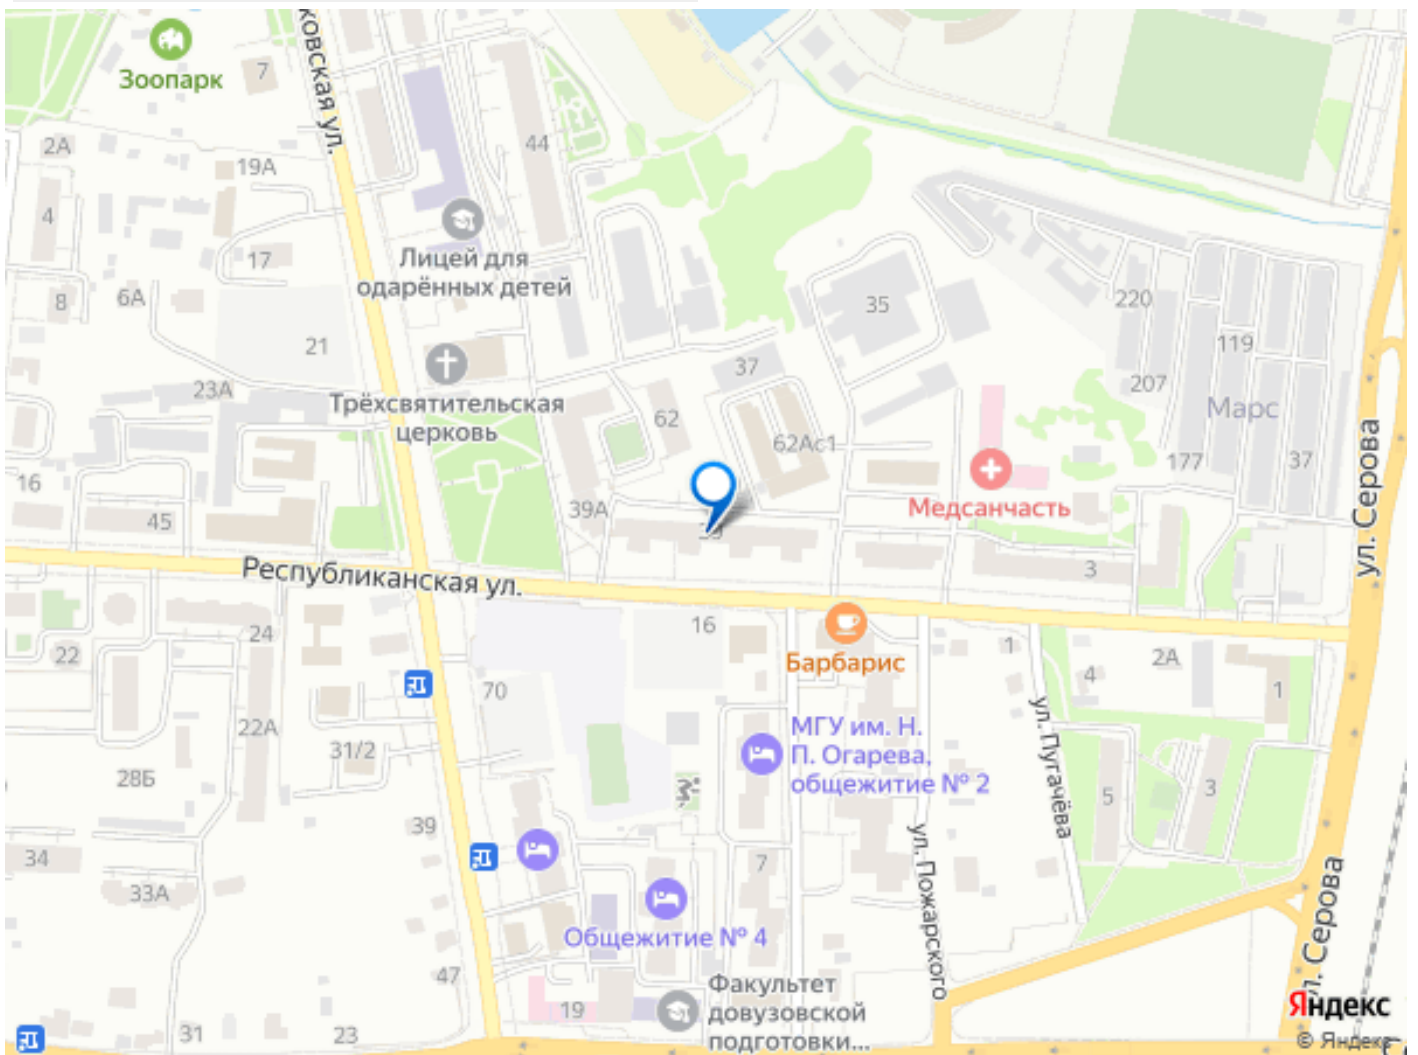 ковская ул.
Зоопарк
7
44
2А
19А
4
Лицей для
одарённых детей
17
6А
8
220
35
21
119
37
207
23А
Трёхсвятительская
церковь
62
Марс
62Ас1
177
37
16
39А
Медсанчасть
45
ул. Серова
Республиканская ул.
3
16
24
22
Барбарис
1
2А
4
1
70
ул. Пугачёва
22А
МГУ им. Н.
П. Огарева,
общежитие № 2
31/2
28Б
5
3
39
ул. Пожарского
34
7
33А
ул. Серова
Общежитие № 4
47
Факультет
довузовской
подготовки...
19
31
23
Яндекс
© Яндекс